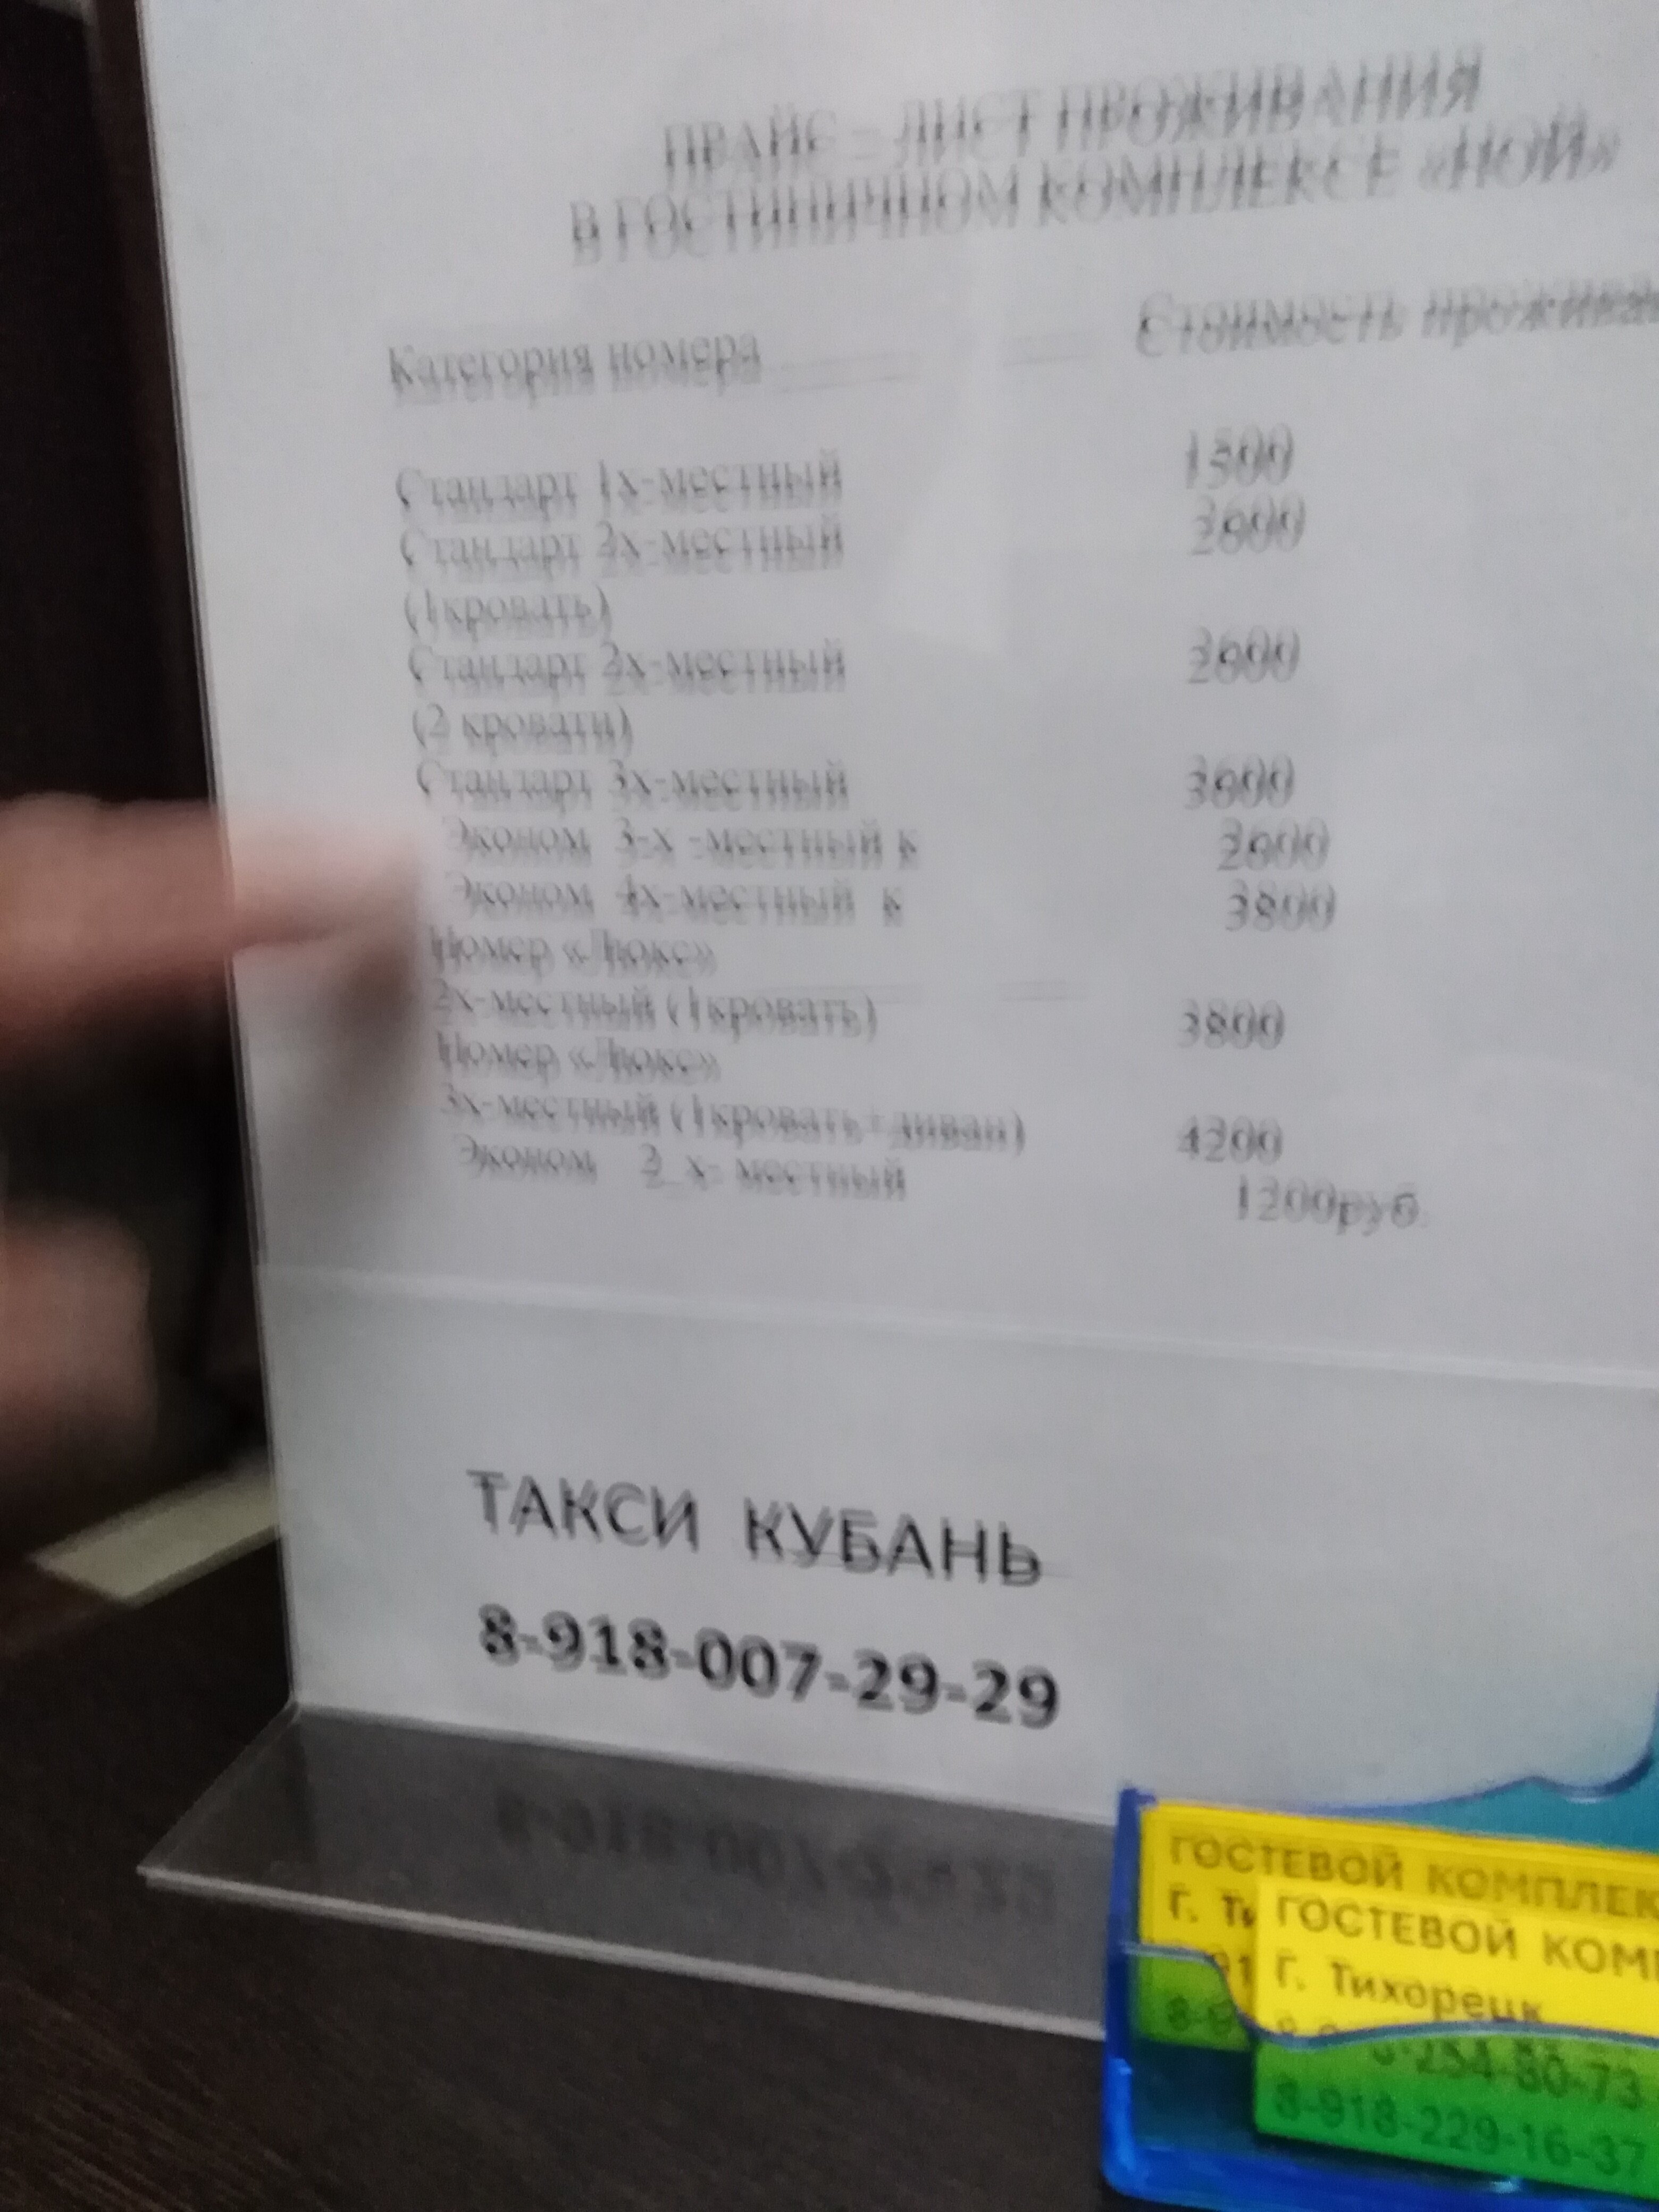 ПРАЙС – ЛИСТ ПРОЖИВАНИЯ
В ГОСТИНИЧНОМ КОМПЛЕКСЕ «НОЙ»
Категория номера Стоимость
Стандарт 1х-местный 1500
Стандарт 2х-местный
(1кровать)
Стандарт 2х-местный
(2 кровати)
Стандарт 3х-местный
Эконом 3-х -местный к
Эконом 4х-местный к 3800
Номер «Люкс»
2х-местный (1кровать) 3800
Номер «Люкс»
3х-местный (1кровать+диван) 4200
Эконом х- местный 1200руб.
ТАКСИ КУБАНЬ
8-918-007-29-29
ГОСТЕВОЙ
Г.
ГОСТЕВОЙ
Г. Тихорецк
254-80-73
8-918-229-16-37